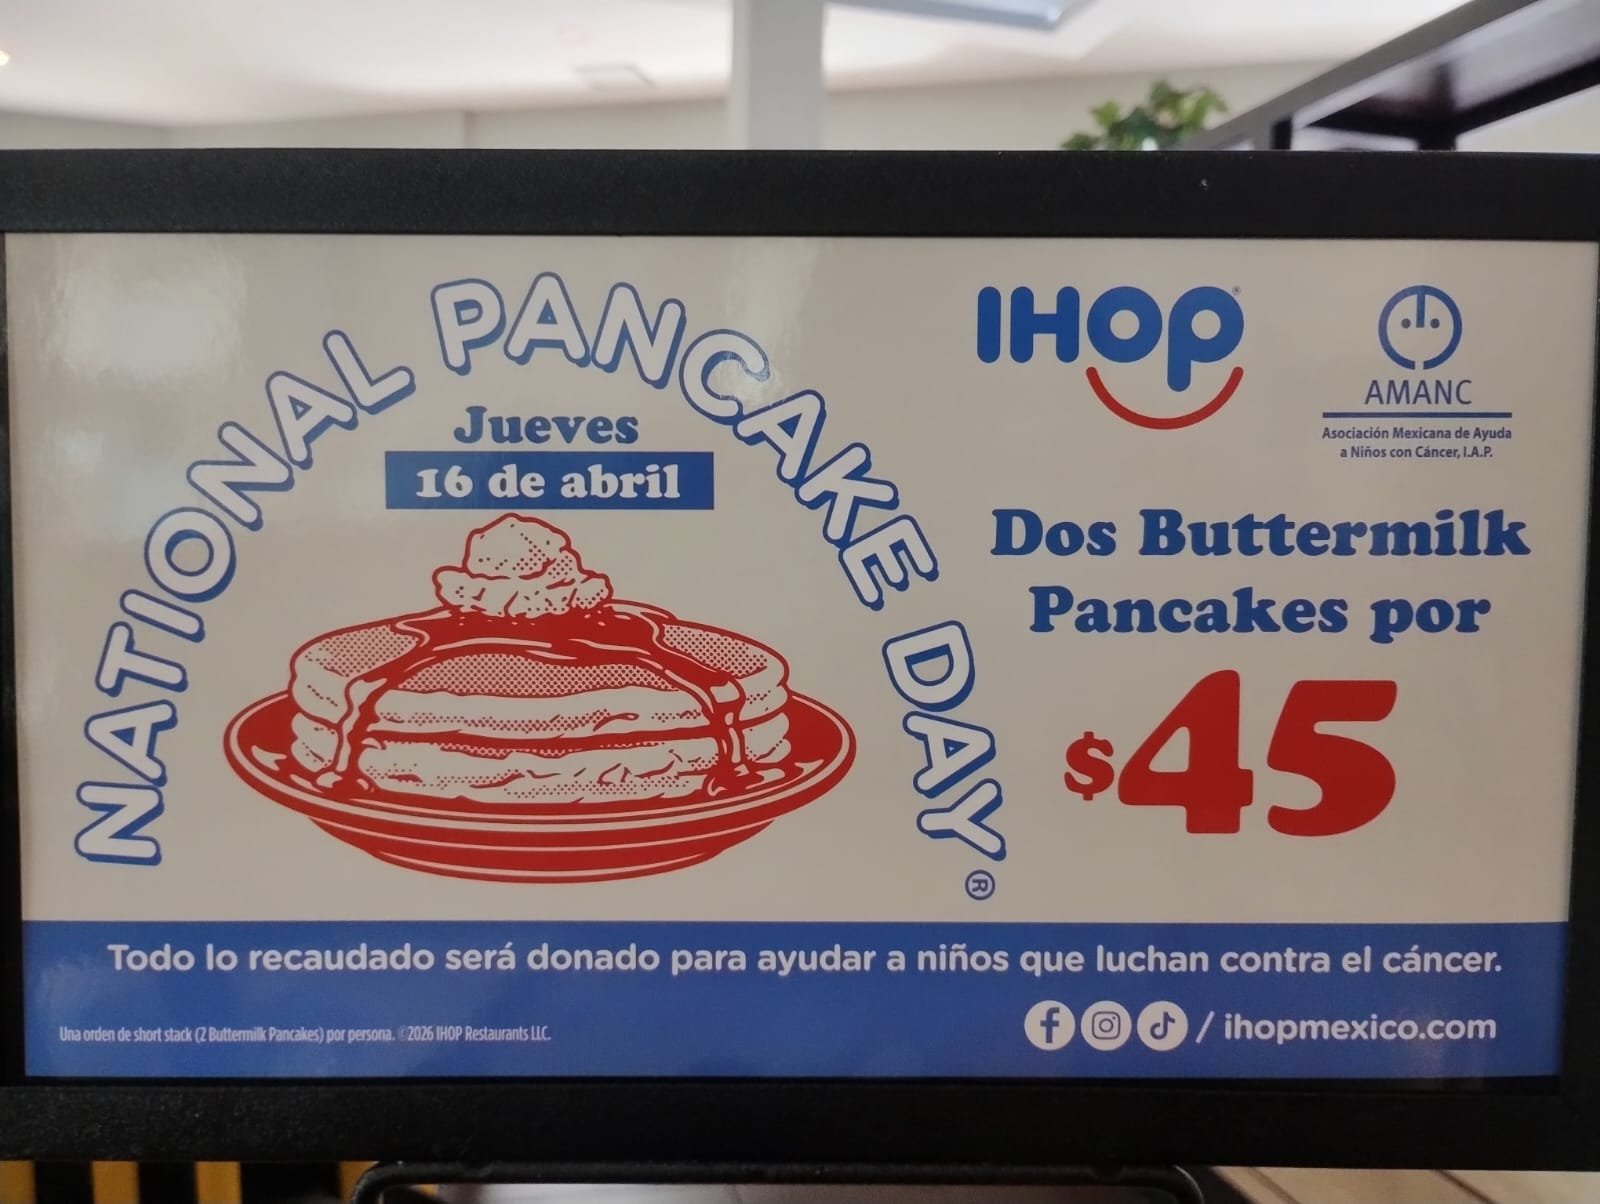 NATIONAL PANCAKE DAY®
Jueves
16 de abril
IHOP®
AMANC
Asociación Mexicana de Ayuda
a Niños con Cáncer, I.A.P.
Dos Buttermilk
Pancakes por
$45
Todo lo recaudado será donado para ayudar a niños que luchan contra el cáncer.
Una orden de short stack (2 Buttermilk Pancakes) por persona. ©2026 IHOP Restaurants LLC.
/ ihopmexico.com